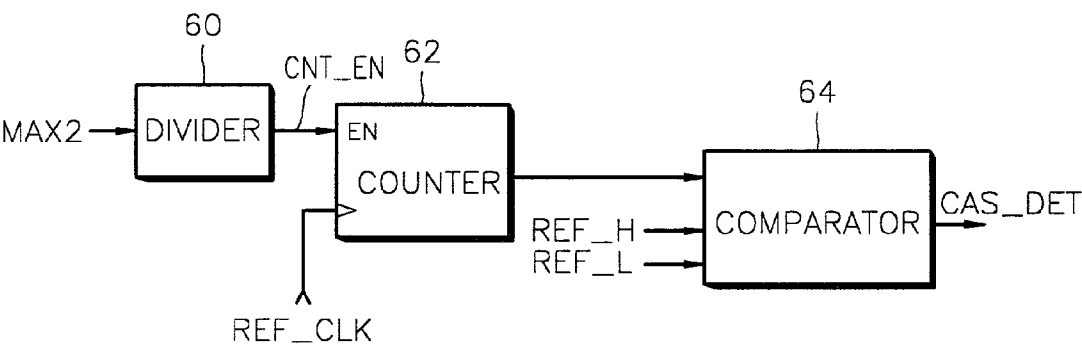 60
CNT_EN
62
64
MAX2
DIVIDER
EN
COUNTER
CAS_DET
COMPARATOR
REF_H
REF_L
REF_CLK